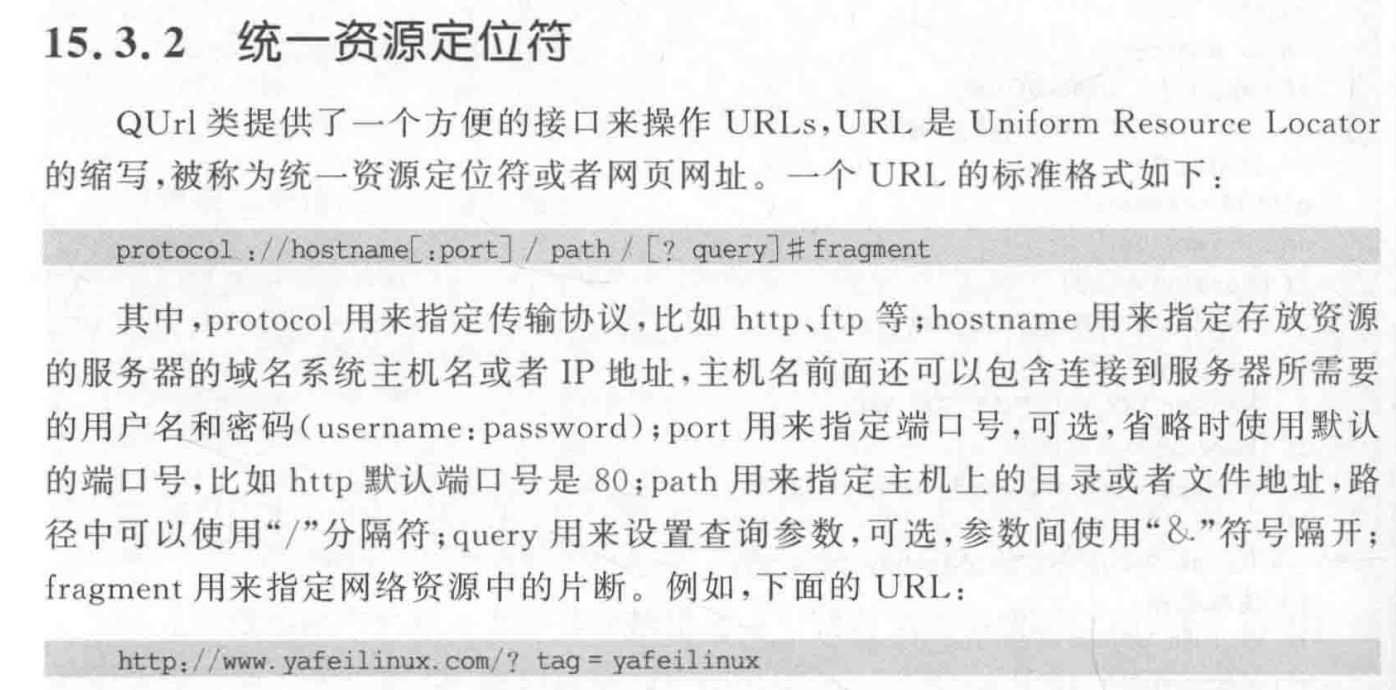 15.3.2 统一资源定位符
QUrl 类提供了一个方便的接口来操作 URLs,URL 是 Uniform Resource Locator
的缩写,被称为统一资源定位符或者网页网址。一个 URL 的标准格式如下:
protocol ://hostname[:port] / path / [? query]#fragment
其中,protocol 用来指定传输协议,比如 http、ftp 等;hostname 用来指定存放资源
的服务器的域名系统主机名或者 IP 地址,主机名前面还可以包含连接到服务器所需要
的用户名和密码(username:password);port 用来指定端口号,可选,省略时使用默认
的端口号,比如 http 默认端口号是 80;path 用来指定主机上的目录或者文件地址,路
径中可以使用“/”分隔符;query 用来设置查询参数,可选,参数间使用“&”符号隔开;
fragment 用来指定网络资源中的片断。例如,下面的 URL:
http://www.yafeilinux.com/? tag = yafeilinux